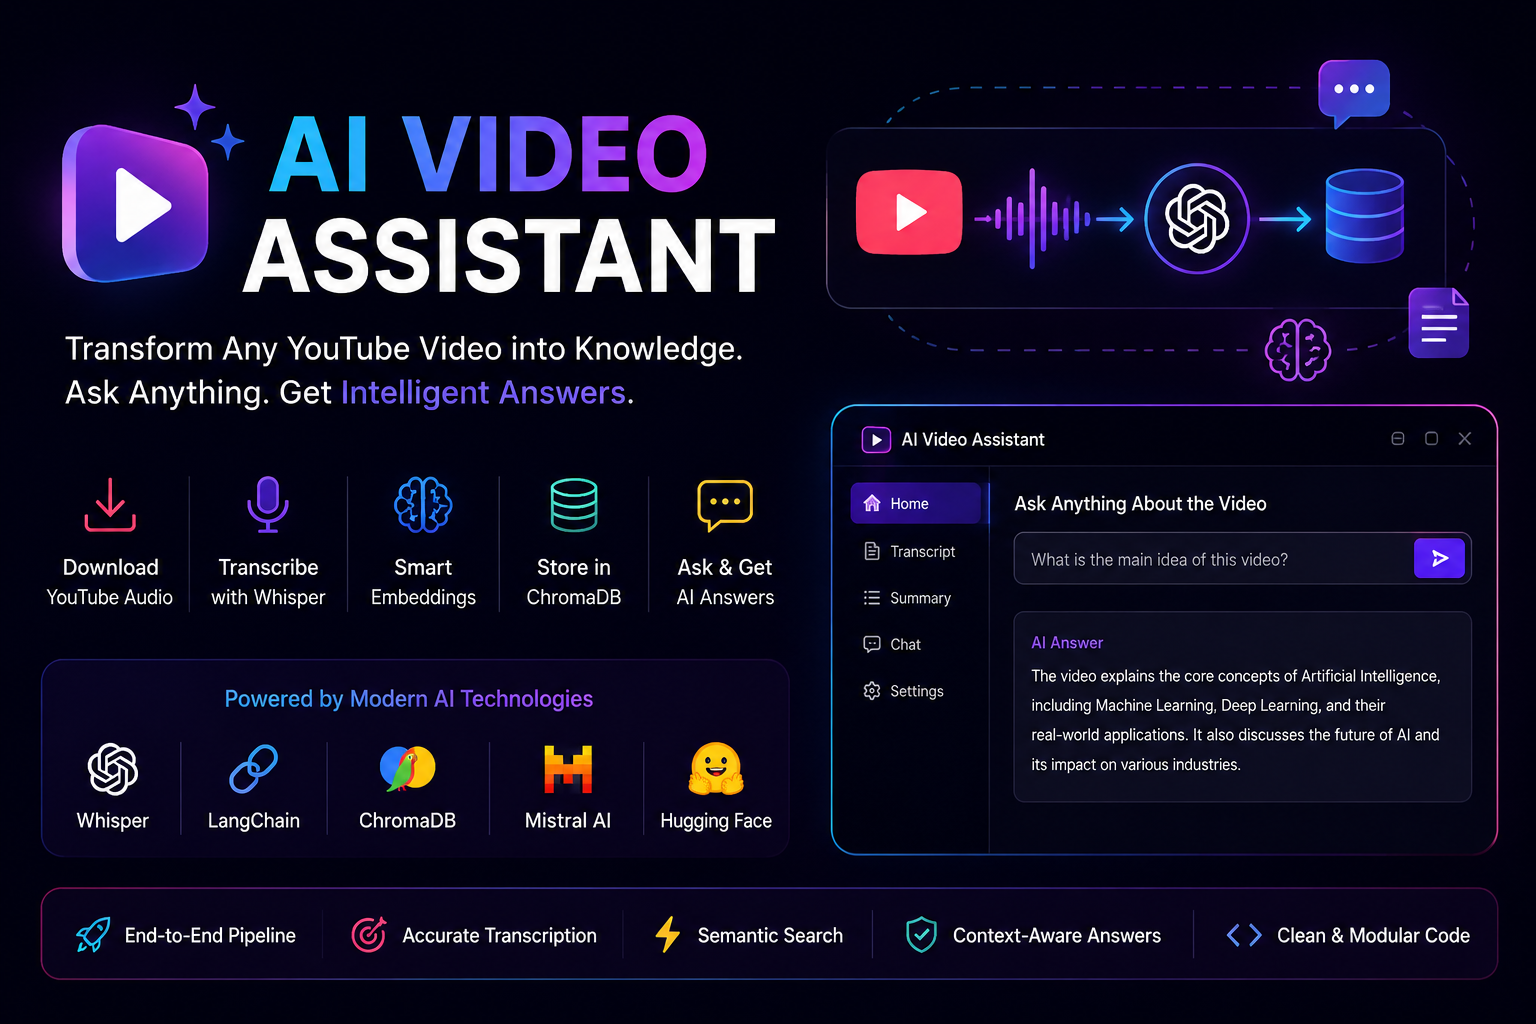 AI VIDEO
ASSISTANT
Transform Any YouTube Video into Knowledge.
Ask Anything. Get Intelligent Answers.
Download
YouTube Audio
Transcribe
with Whisper
Smart
Embeddings
Store in
ChromaDB
Ask & Get
AI Answers
Powered by Modern AI Technologies
Whisper
LangChain
ChromaDB
Mistral AI
Hugging Face
AI Video Assistant
Home
Transcript
Summary
Chat
Settings
Ask Anything About the Video
What is the main idea of this video?
AI Answer
The video explains the core concepts of Artificial Intelligence,
including Machine Learning, Deep Learning, and their
real-world applications. It also discusses the future of AI and
its impact on various industries.
End-to-End Pipeline
Accurate Transcription
Semantic Search
Context-Aware Answers
Clean & Modular Code